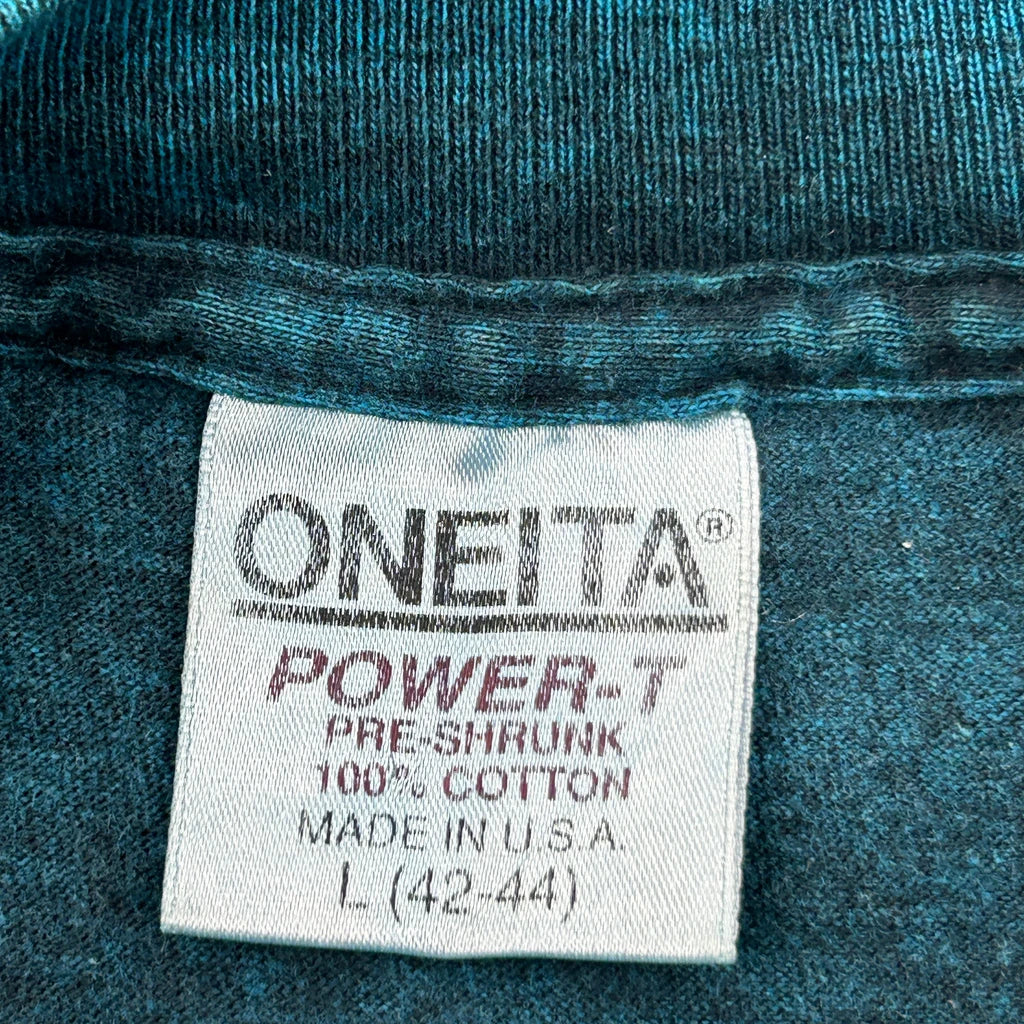 ONEITA®
POWER-T
PRE-SHRUNK
100% COTTON
MADE IN U.S.A.
L (42-44)